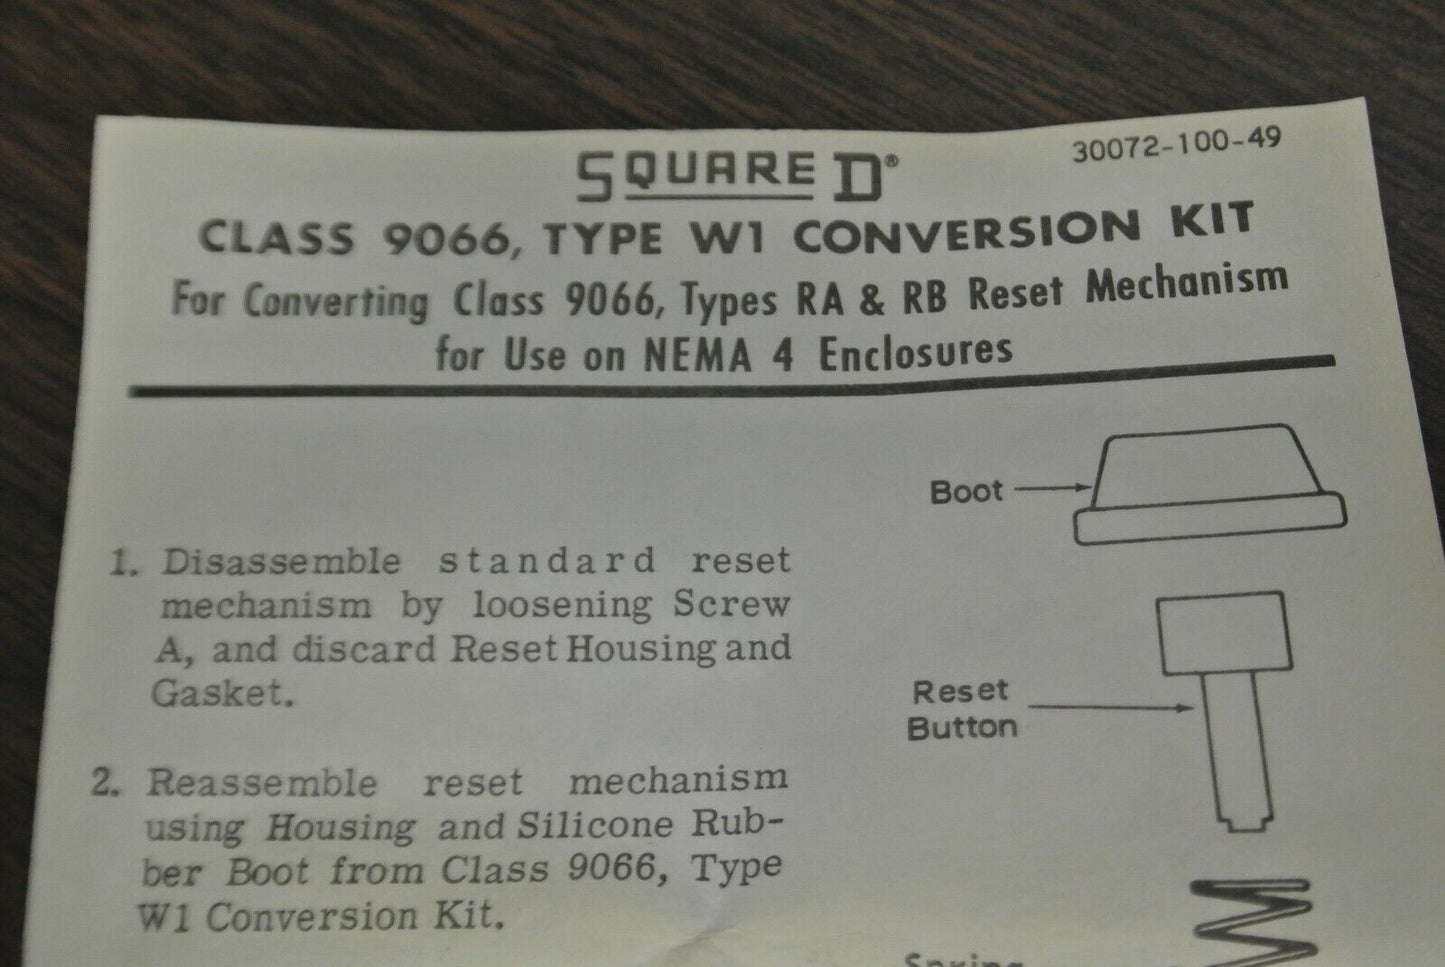 30072-100-49
SQUARE D®
CLASS 9066, TYPE W1 CONVERSION KIT
For Converting Class 9066, Types RA & RB Reset Mechanism
for Use on NEMA 4 Enclosures
Boot
1. Disassemble standard reset
mechanism by loosening Screw
A, and discard Reset Housing and
Gasket.
Reset
Button
2. Reassemble reset mechanism
using Housing and Silicone Rub-
ber Boot from Class 9066, Type
W1 Conversion Kit.
Spring